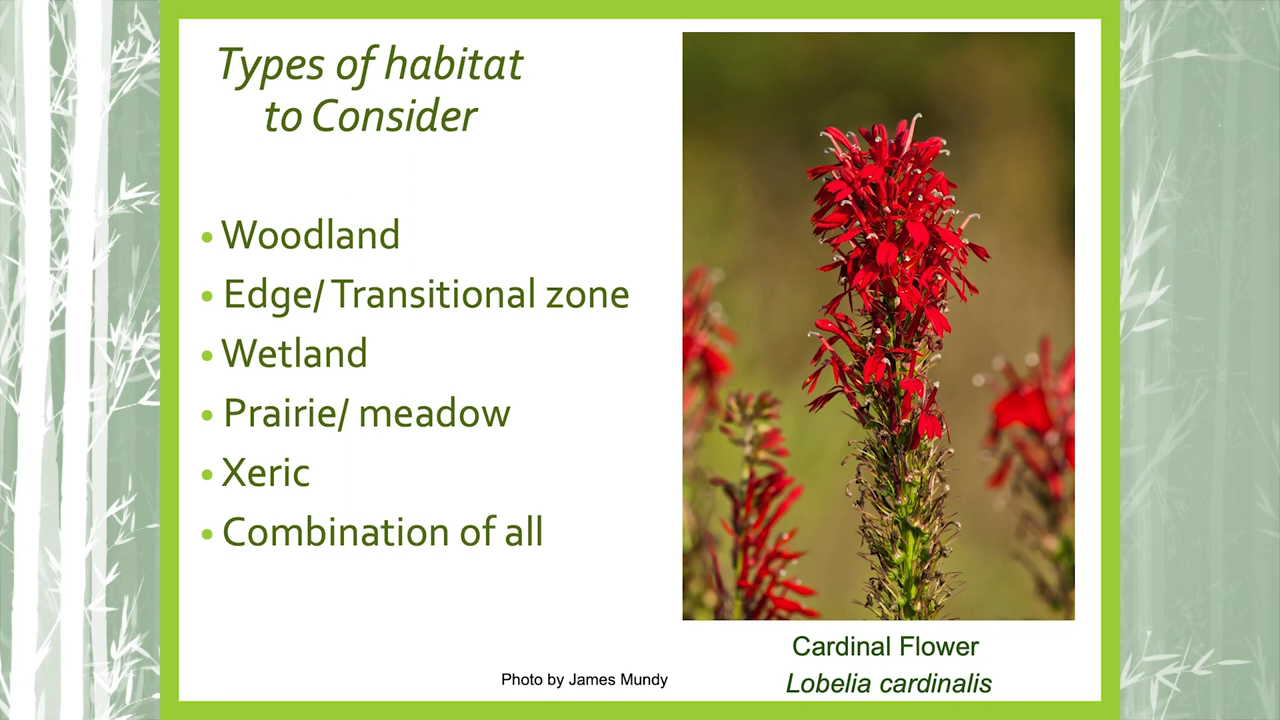 Types of habitat
to Consider
• Woodland
• Edge/ Transitional zone
• Wetland
• Prairie/ meadow
• Xeric
• Combination of all
Cardinal Flower
Lobelia cardinalis
Photo by James Mundy